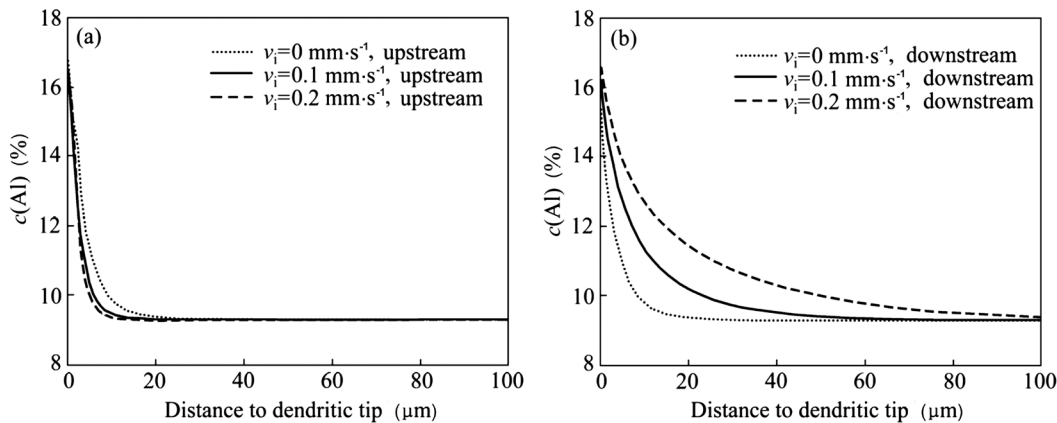 (a)
v_i=0 mm·s⁻¹, upstream
v_i=0.1 mm·s⁻¹, upstream
v_i=0.2 mm·s⁻¹, upstream
c(Al) (%)
18
16
14
12
10
8
0 20 40 60 80 100
Distance to dendritic tip (μm)
(b)
v_i=0 mm·s⁻¹, downstream
v_i=0.1 mm·s⁻¹, downstream
v_i=0.2 mm·s⁻¹, downstream
c(Al) (%)
18
16
14
12
10
8
0 20 40 60 80 100
Distance to dendritic tip (μm)